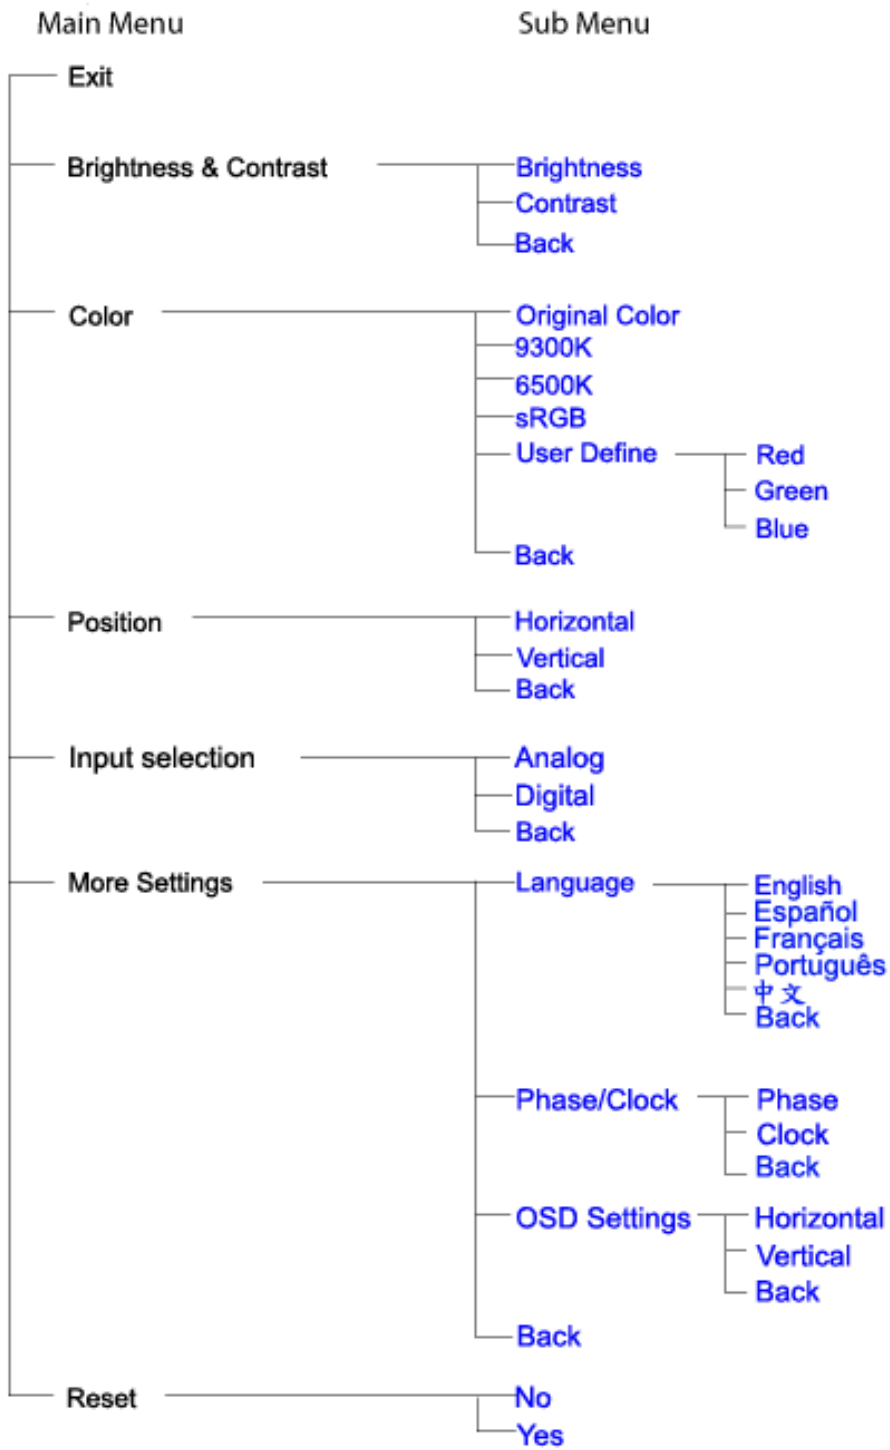 Main Menu Sub Menu
Exit
Brightness & Contrast Brightness
Contrast
Back
Color Original Color
9300K
6500K
sRGB
User Define Red
Green
Blue
Back
Position Horizontal
Vertical
Back
Input selection Analog
Digital
Back
More Settings Language English
Español
Français
Português
中文
Back
Phase/Clock Phase
Clock
Back
OSD Settings Horizontal
Vertical
Back
Back
Reset No
Yes